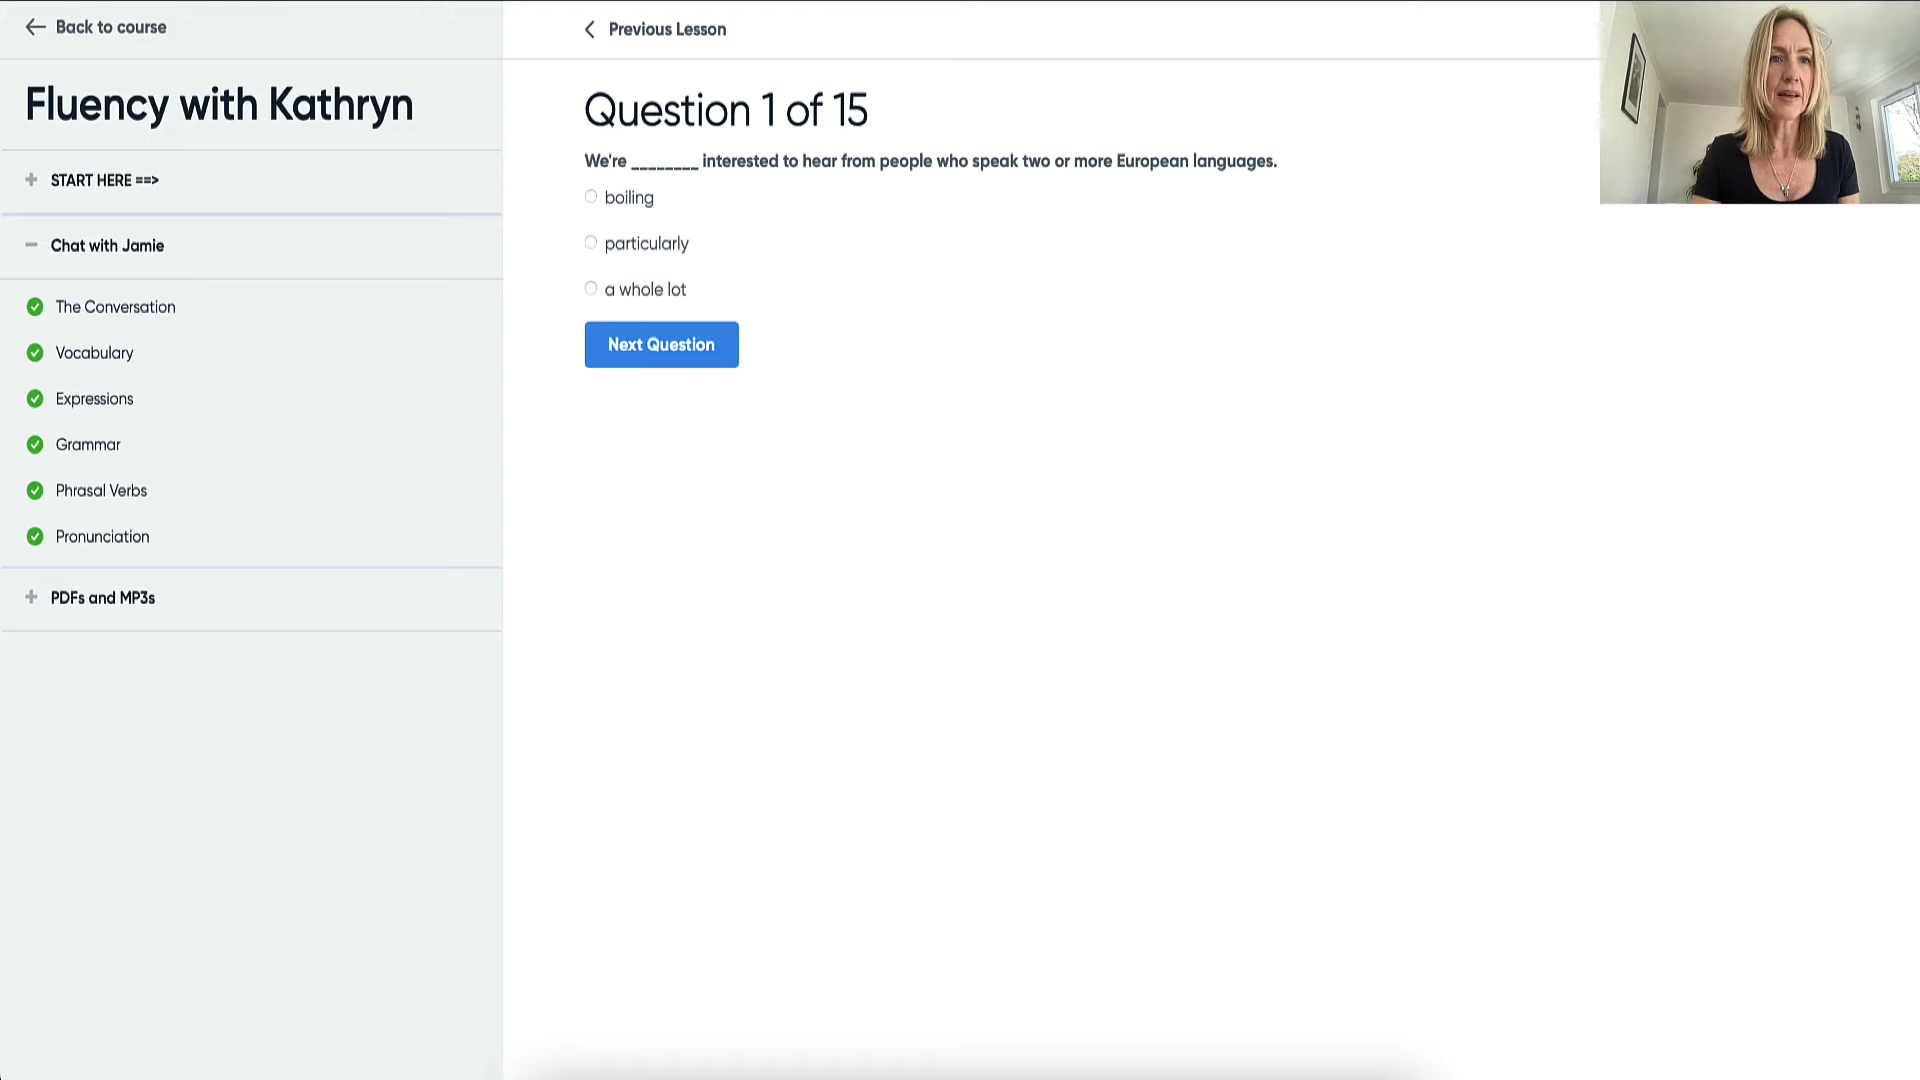 Back to course
Fluency with Kathryn
START HERE ==>
Chat with Jamie
The Conversation
Vocabulary
Expressions
Grammar
Phrasal Verbs
Pronunciation
PDFs and MP3s
Previous Lesson
Question 1 of 15
We're ________ interested to hear from people who speak two or more European languages.
boiling
particularly
a whole lot
Next Question